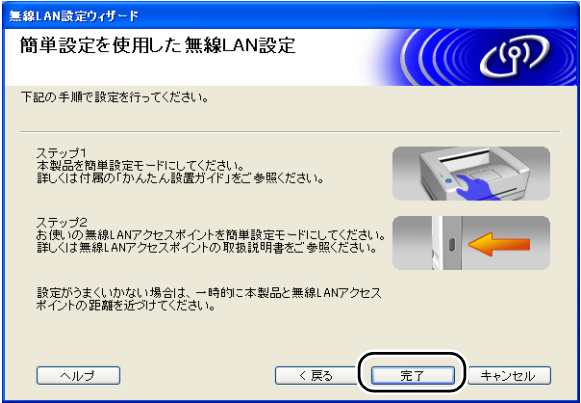 無線LAN設定ウィザード
簡単設定を使用した無線LAN設定
下記の手順で設定を行ってください。
ステップ1
本製品を簡単設定モードにしてください。
詳しくは付属の「かんたん設置ガイド」をご参照ください。
ステップ2
お使いの無線LANアクセスポイントを簡単設定モードにしてください。
詳しくは無線LANアクセスポイントの取扱説明書をご参照ください。
設定がうまくいかない場合は、一時的に本製品と無線LANアクセス
ポイントの距離を近づけてください。
ヘルプ
< 戻る
完了
キャンセル